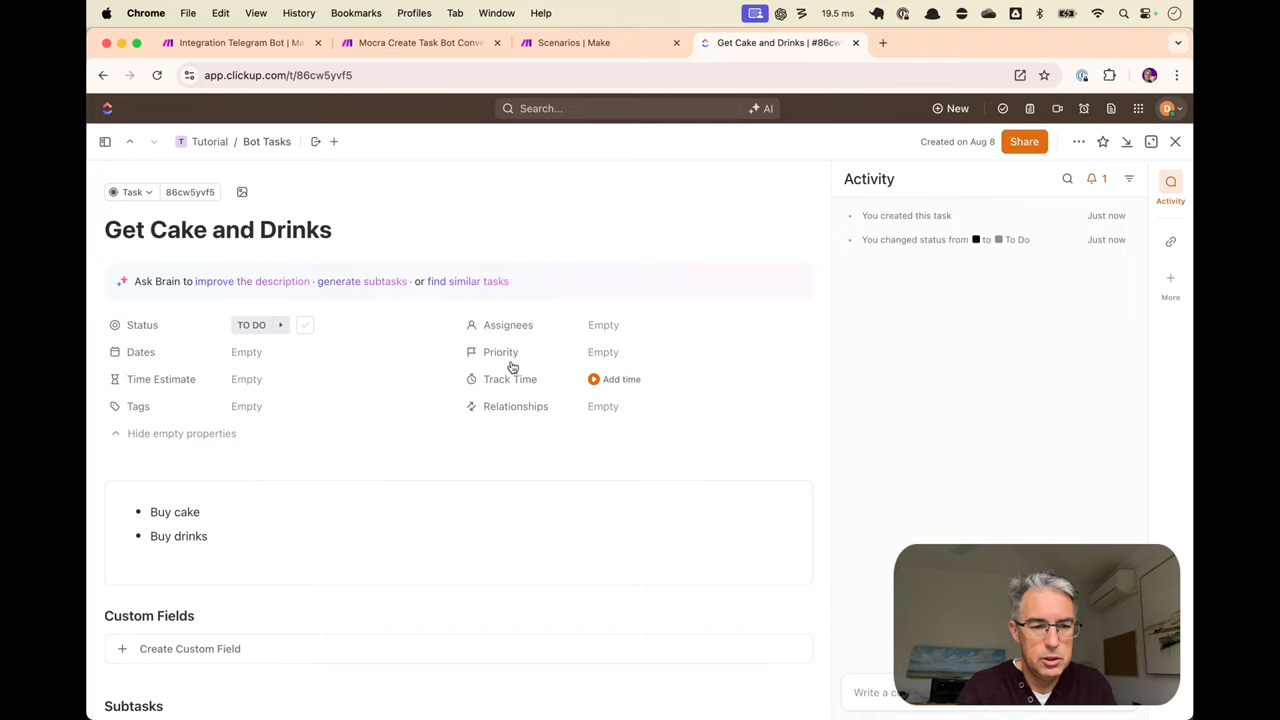 Chrome File Edit View History Bookmarks Profiles Tab Window Help 19.5 ms
Integration Telegram Bot | Ma
Mocra Create Task Bot Conve
Scenarios | Make
Get Cake and Drinks | #86cw5
app.clickup.com/t/86cw5yvf5
Search...
AI
New
D
T Tutorial / Bot Tasks
Created on Aug 8
Share
Task
86cw5yvf5
Get Cake and Drinks
Ask Brain to improve the description · generate subtasks · or find similar tasks
Status TO DO
Assignees Empty
Dates Empty
Priority Empty
Time Estimate Empty
Track Time Add time
Tags Empty
Relationships Empty
Hide empty properties
• Buy cake
• Buy drinks
Custom Fields
Create Custom Field
Subtasks
Activity
1
You created this task Just now
You changed status from to To Do Just now
Write a c
Activity
More